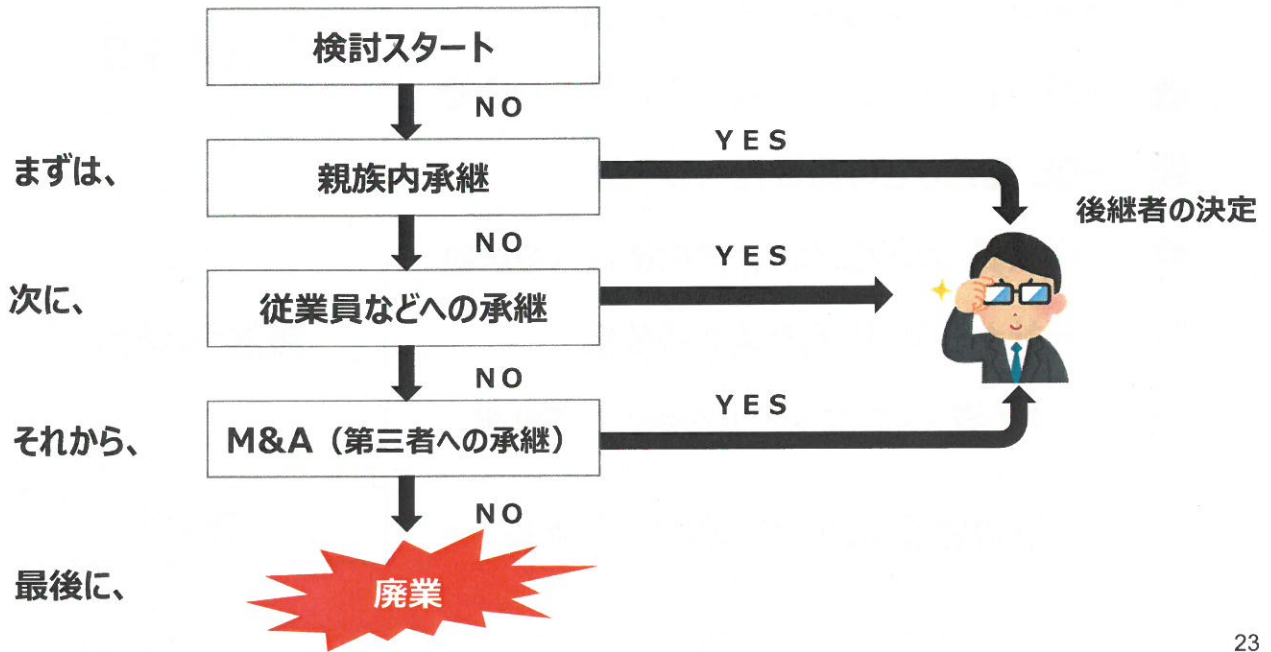 検討スタート
NO
まずは、
親族内承継
YES
後継者の決定
NO
次に、
従業員などへの承継
YES
NO
それから、
M&A（第三者への承継）
YES
NO
最後に、
廃業
23